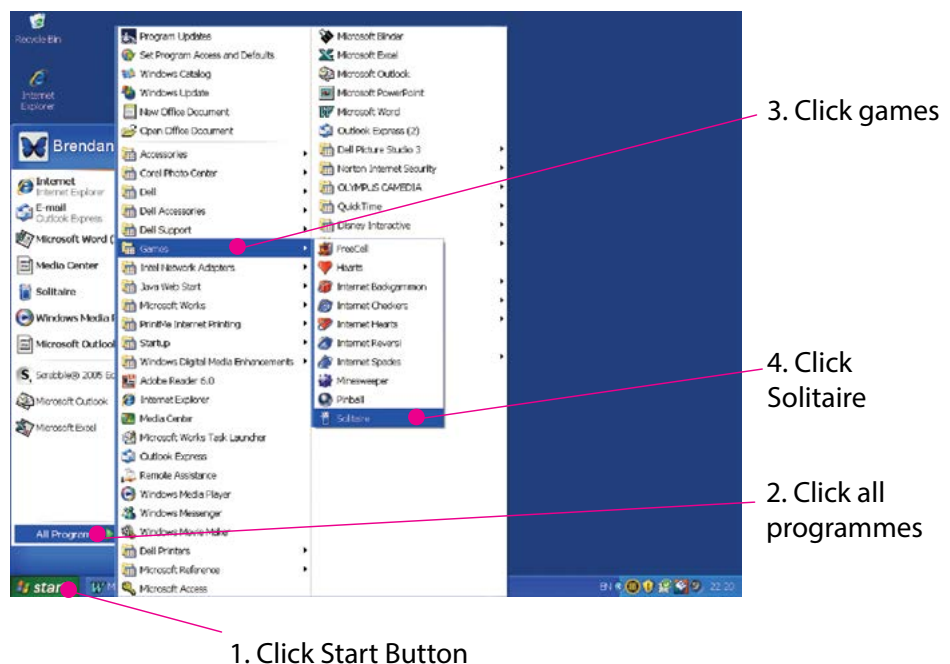 Recycle Bin
Internet
Explorer
Brendan
Internet
Internet Explorer
E-mail
Outlook Express
Microsoft Word (
Media Center
Solitaire
Windows Media P
Microsoft Outlool
Scrabble® 2005 Ed
Microsoft Outlook
Microsoft Excel
All Program
start
W M
Program Updates
Set Program Access and Defaults
Windows Catalog
Windows Update
New Office Document
Open Office Document
Accessories
Corel Photo Center
Dell
Dell Accessories
Dell Support
Games
Intel Network Adapters
Java Web Start
Microsoft Works
PrintMe Internet Printing
Startup
Windows Digital Media Enhancements
Adobe Reader 6.0
Internet Explorer
Media Center
Microsoft Works Task Launcher
Outlook Express
Remote Assistance
Windows Media Player
Windows Messenger
Windows Movie Maker
Dell Printers
Microsoft Reference
Microsoft Access
Microsoft Binder
Microsoft Excel
Microsoft Outlook
Microsoft PowerPoint
Microsoft Word
Outlook Express (2)
Dell Picture Studio 3
Norton Internet Security
OLYMPUS CAMEDIA
QuickTime
Disney Interactive
FreeCell
Hearts
Internet Backgammon
Internet Checkers
Internet Hearts
Internet Reversi
Internet Spades
Minesweeper
Pinball
Solitaire
EN
22:20
3. Click games
4. Click
Solitaire
2. Click all
programmes
1. Click Start Button